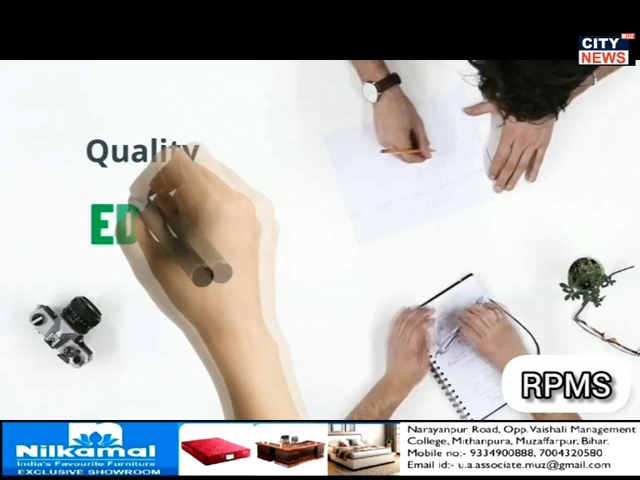 MUZ
CITY
NEWS
Quality
ED
RPMS
Nilkamal
India's Favourite Furniture
EXCLUSIVE SHOWROOM
Narayanpur Road, Opp.Vaishali Management
College, Mithanpura, Muzaffarpur, Bihar.
Mobile no:- 9334900888, 7004320580
Email id:- u.a.associate.muz@gmail.com